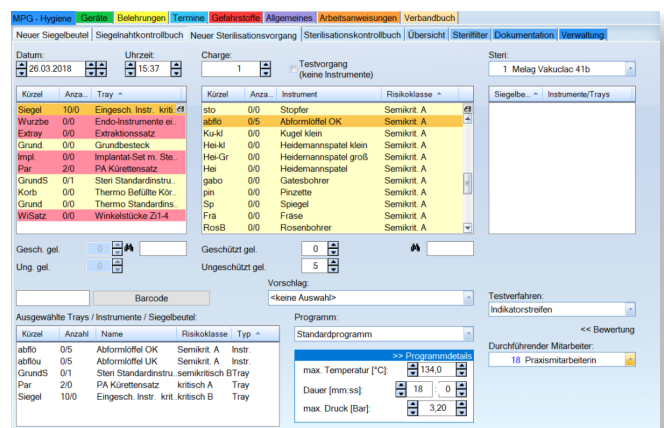 MPG - Hygiene Geräte Belehrungen Termine Gefahrstoffe Allgemeines Arbeitsanweisungen Verbandbuch
Neuer Siegelbeutel Siegelnahtkontrollbuch Neuer Sterilisationsvorgang Sterilisationskontrollbuch Übersicht Sterilfilter Dokumentation Verwaltung
Datum: Uhrzeit: Charge: Steri:
26.03.2018 15:37 1 Testvorgang (keine Instrumente) 1 Melag Vakuclac 41b
Kürzel Anza... Tray
Siegel 10/0 Eingesch. Instr. kriti.
Wurzbe 0/0 Endo-Instrumente ei..
Extray 0/0 Extraktionssatz
Grund. 0/0 Grundbesteck
Impl. 0/0 Implantat-Set m. Ste..
Par 2/0 PA Kürettensatz
GrundS 0/1 Steri Standardinstru..
Korb 0/0 Thermo Befüllte Kör..
Grund 0/0 Thermo Standardins..
WiSatz 0/0 Winkelstücke Zi1-4
Kürzel Anza... Instrument Risikoklasse
sto 0/0 Stopfer Semikrit. A
abflö 0/5 Abformlöffel OK Semikrit. A
Ku-kl 0/0 Kugel klein Semikrit. A
Hei-kl 0/0 Heidemannspatel klein Semikrit. A
Hei-Gr 0/0 Heidemannspatel groß Semikrit. A
Hei 0/0 Heidemannspatel Semikrit. A
gabo 0/0 Gatesbohrer Semikrit. A
pin 0/0 Pinzette Semikrit. A
Sp 0/0 Spiegel Semikrit. A
Frä 0/0 Fräse Semikrit. A
RosB 0/0 Rosenbohrer Semikrit. A
Siegelbe... Instrumente/Trays
Gesch. gel. 0 Geschützt gel. 0
Ung. gel. 0 Ungeschützt gel. 5
Vorschlag:
Barcode <keine Auswahl>
Testverfahren:
Indikatorstreifen
<< Bewertung
Durchführender Mitarbeiter:
18 Praxismitarbeiterin
Ausgewählte Trays / Instrumente / Siegelbeutel:
Kürzel Anzahl Name Risikoklasse Typ
abflö 0/5 Abformlöffel OK Semikrit. A Instr.
abflöu 0/5 Abformlöffel UK Semikrit. A Instr.
GrundS 0/1 Steri Standardinstru..semikritisch BTray
Par 2/0 PA Kürettensatz kritisch A Tray
Siegel 10/0 Eingesch. Instr. krit..kritisch B Tray
Programm:
Standardprogramm
>> Programmdetails
max. Temperatur [°C]: 134,0
Dauer [mm:ss]: 18 : 0
max. Druck [Bar]: 3,20